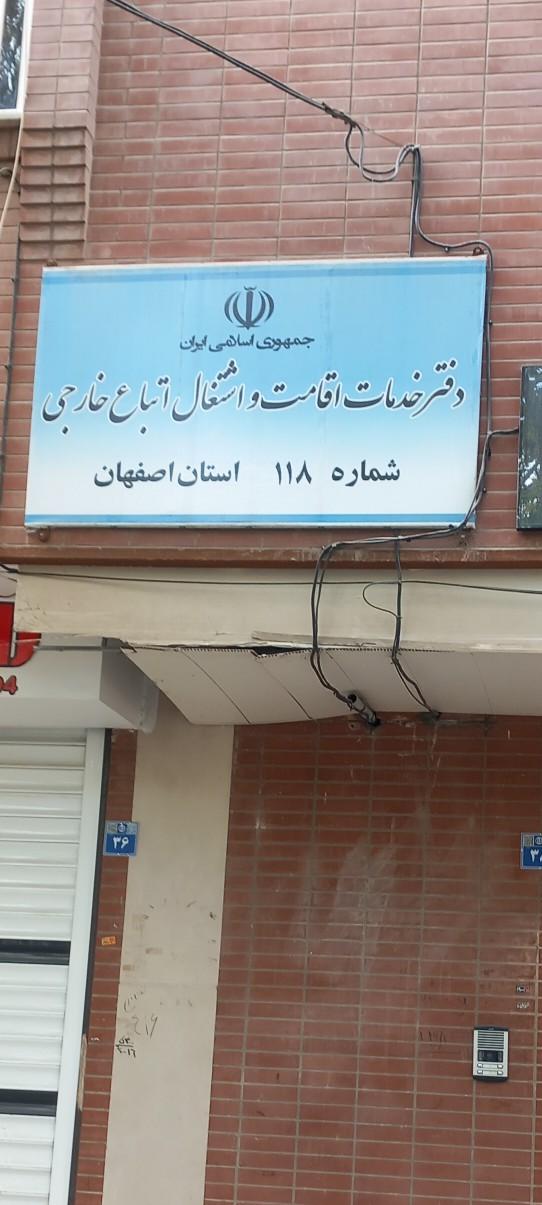 جمهوری اسلامی ایران
دفتر خدمات اقامت و اشتغال اتباع خارجی
شماره ۱۱۸ استان اصفهان
۳۶